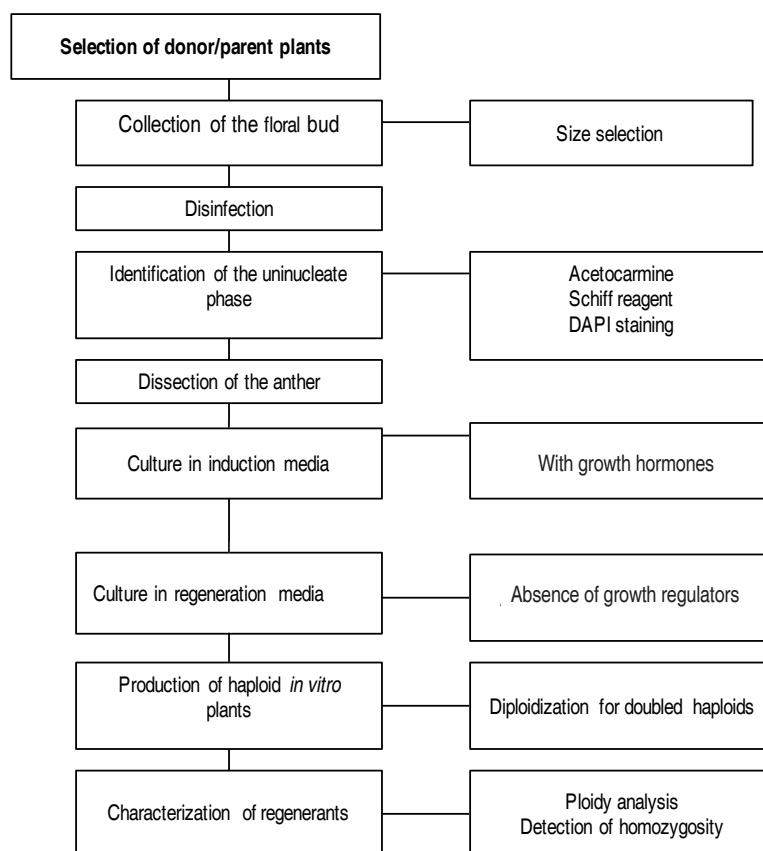 Selection of donor/parent plants
Collection of the floral bud
Size selection
Disinfection
Identification of the uninucleate
phase
Acetocarmine
Schiff reagent
DAPI staining
Dissection of the anther
Culture in induction media
With growth hormones
Culture in regeneration media
Absence of growth regulators
Production of haploid in vitro
plants
Diploidization for doubled haploids
Characterization of regenerants
Ploidy analysis
Detection of homozygosity